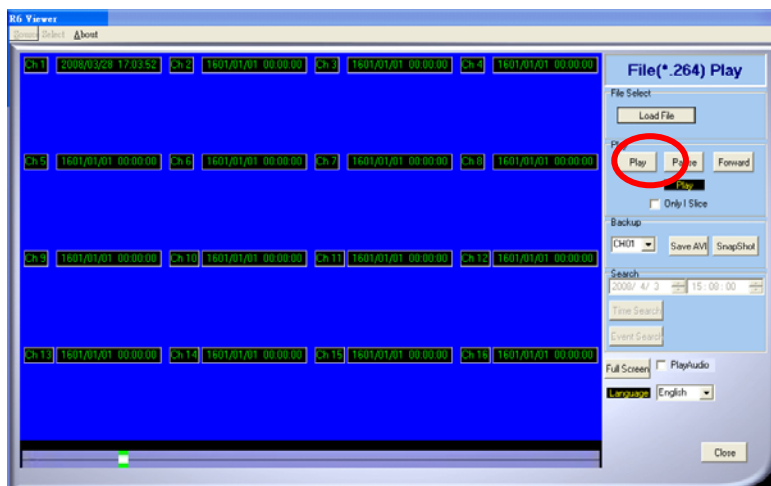 R6 Viewer
Select About
Ch 1 2008/03/28 17:03:52 Ch 2 1601/01/01 00:00:00 Ch 3 1601/01/01 00:00:00 Ch 4 1601/01/01 00:00:00
Ch 5 1601/01/01 00:00:00 Ch 6 1601/01/01 00:00:00 Ch 7 1601/01/01 00:00:00 Ch 8 1601/01/01 00:00:00
Ch 9 1601/01/01 00:00:00 Ch 10 1601/01/01 00:00:00 Ch 11 1601/01/01 00:00:00 Ch 12 1601/01/01 00:00:00
Ch 13 1601/01/01 00:00:00 Ch 14 1601/01/01 00:00:00 Ch 15 1601/01/01 00:00:00 Ch 16 1601/01/01 00:00:00
File(*.264) Play
File Select
Load File
Play Pause Forward
Play
Only I Slice
Backup
CH01 Save AVI SnapShot
Search
2008/ 4/ 3 15:00:00
Time Search
Event Search
Full Screen PlayAudio
Language English
Close